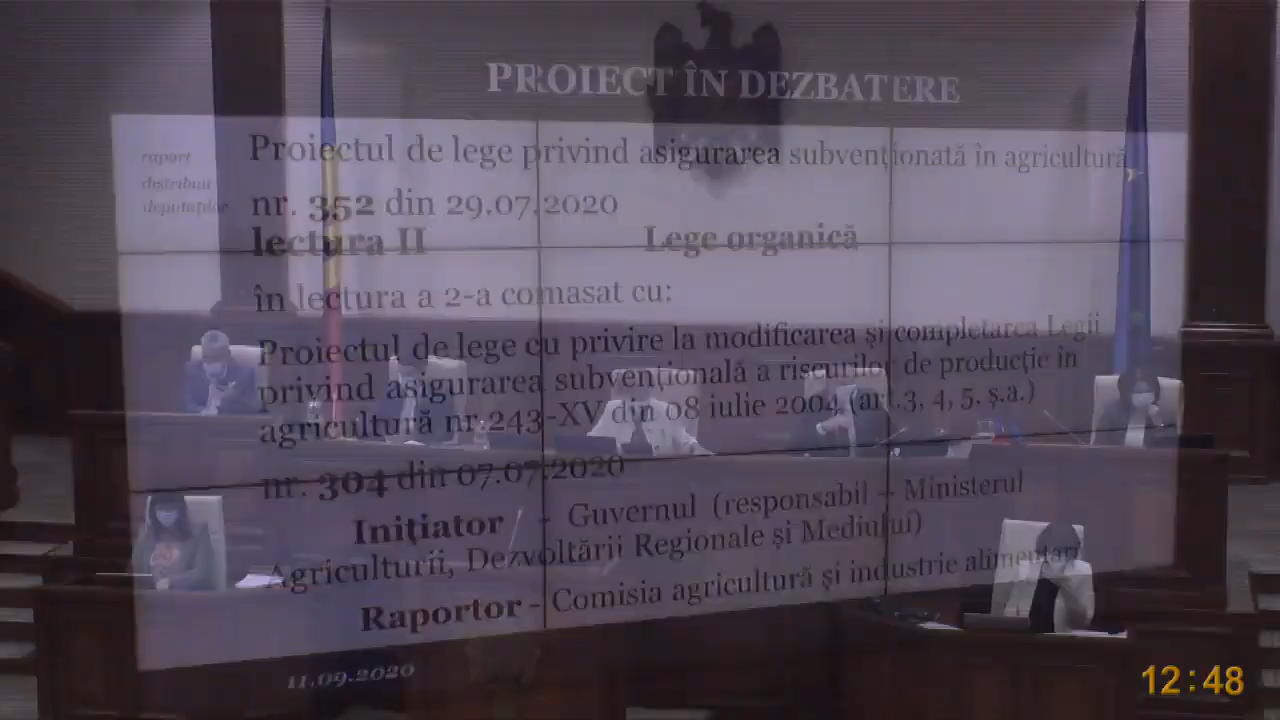 PROIECT ÎN DEZBATERE
raport
distribuit
deputaților
Proiectul de lege privind asigurarea subvenționată în agricultură
nr. 352 din 29.07.2020
lectura II Lege organică
în lectura a 2-a comasat cu:
Proiectul de lege cu privire la modificarea și completarea Legii
privind asigurarea subvențională a riscurilor de producție în
agricultură nr.243-XV din 08 iulie 2004 (art.3, 4, 5. ș.a.)
nr. 304 din 07.07.2020
Inițiator - Guvernul (responsabil – Ministerul
Agriculturii, Dezvoltării Regionale și Mediului)
Raportor - Comisia agricultură și industrie alimentară
11.09.2020
12:48